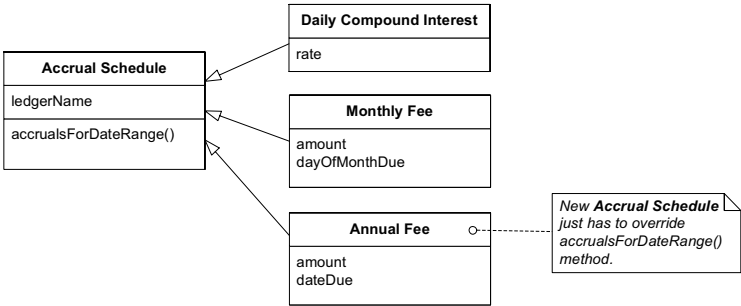 Daily Compound Interest
rate
Accrual Schedule
ledgerName
accrualsForDateRange()
Monthly Fee
amount
dayOfMonthDue
Annual Fee
amount
dateDue
New Accrual Schedule
just has to override
accrualsForDateRange()
method.